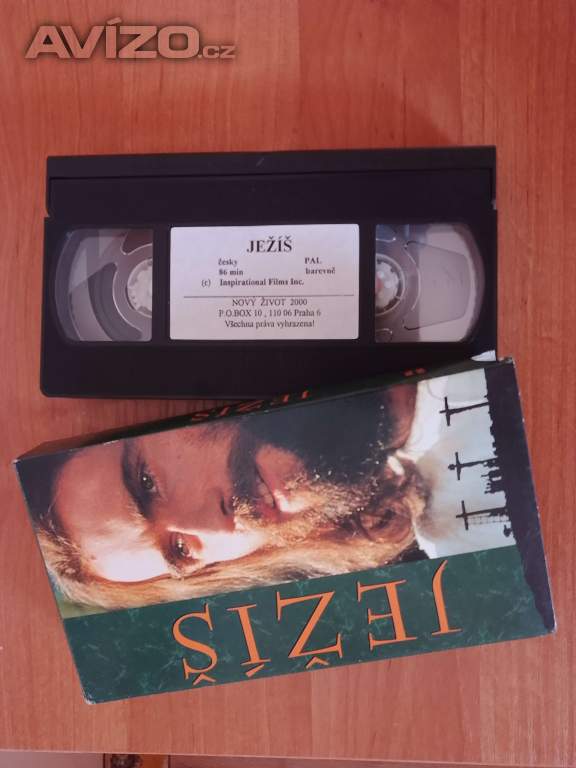 AVÍZO.cz
JEŽÍŠ
česky PAL
86 min barevně
(c) Inspirational Films Inc.
NOVÝ ŽIVOT 2000
P.O.BOX 10 , 110 06 Praha 6
Všechna práva vyhrazena!
JEŽÍŠ
JEŽÍŠ